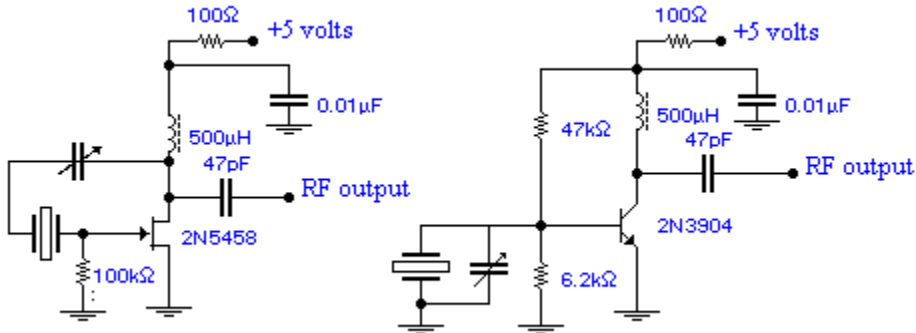 100Ω
+5 volts
0.01µF
500µH
47pF
RF output
2N5458
100kΩ
100Ω
+5 volts
0.01µF
500µH
47kΩ
47pF
RF output
2N3904
6.2kΩ